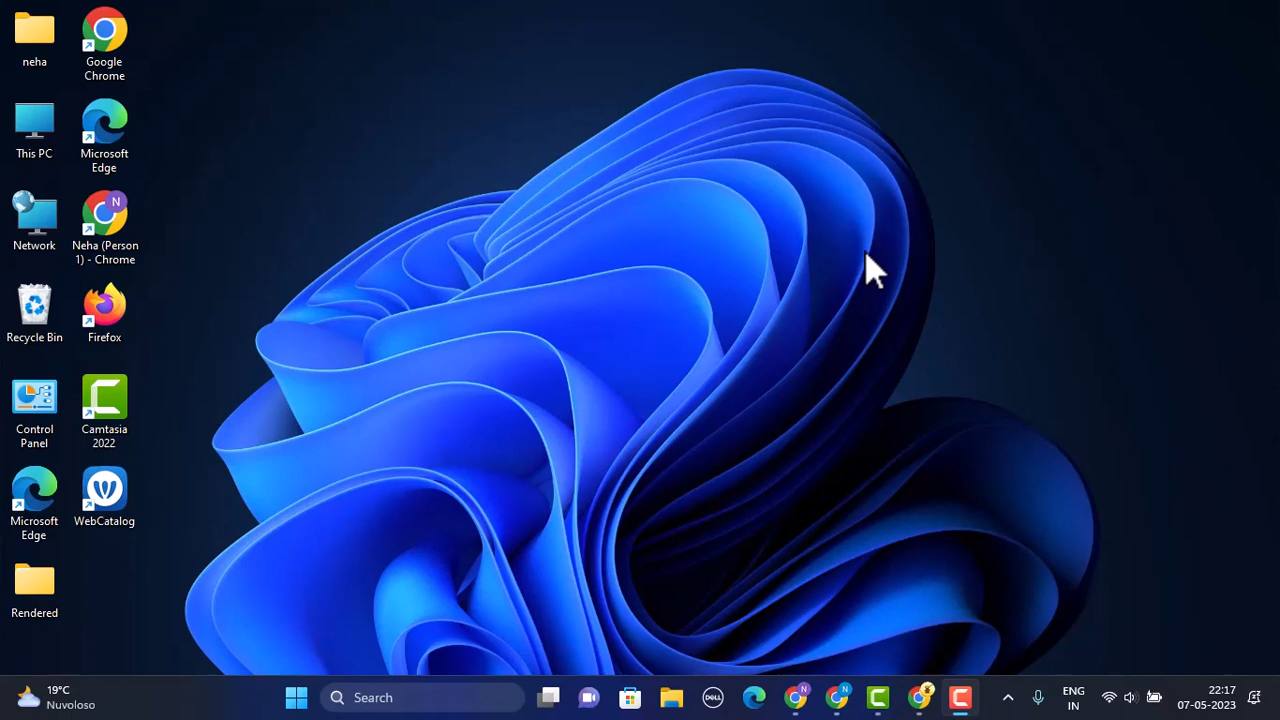 neha
Google
Chrome
This PC
Microsoft
Edge
Network
N
Neha (Person
1) - Chrome
Recycle Bin
Firefox
Control
Panel
Camtasia
2022
Microsoft
Edge
WebCatalog
Rendered
19°C
Nuvoloso
Search
DELL
N
N
ENG
IN
22:17
07-05-2023